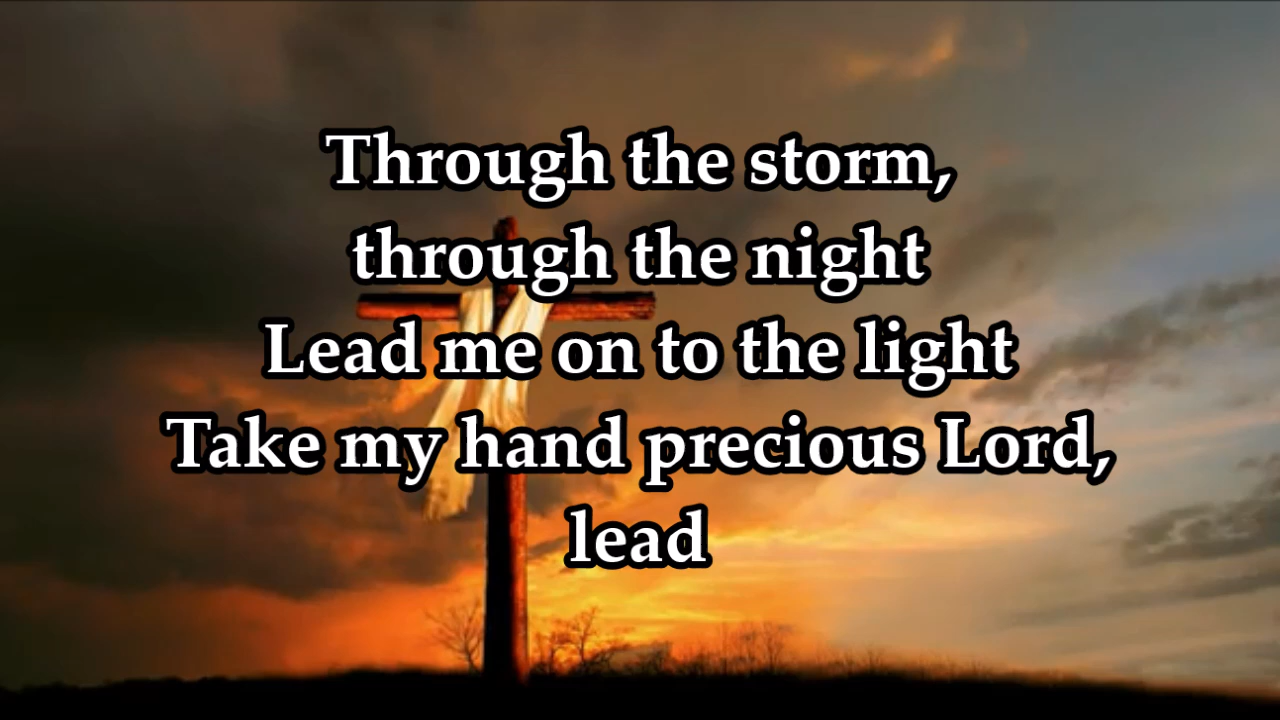 Through the storm,
through the night
Lead me on to the light
Take my hand precious Lord,
lead